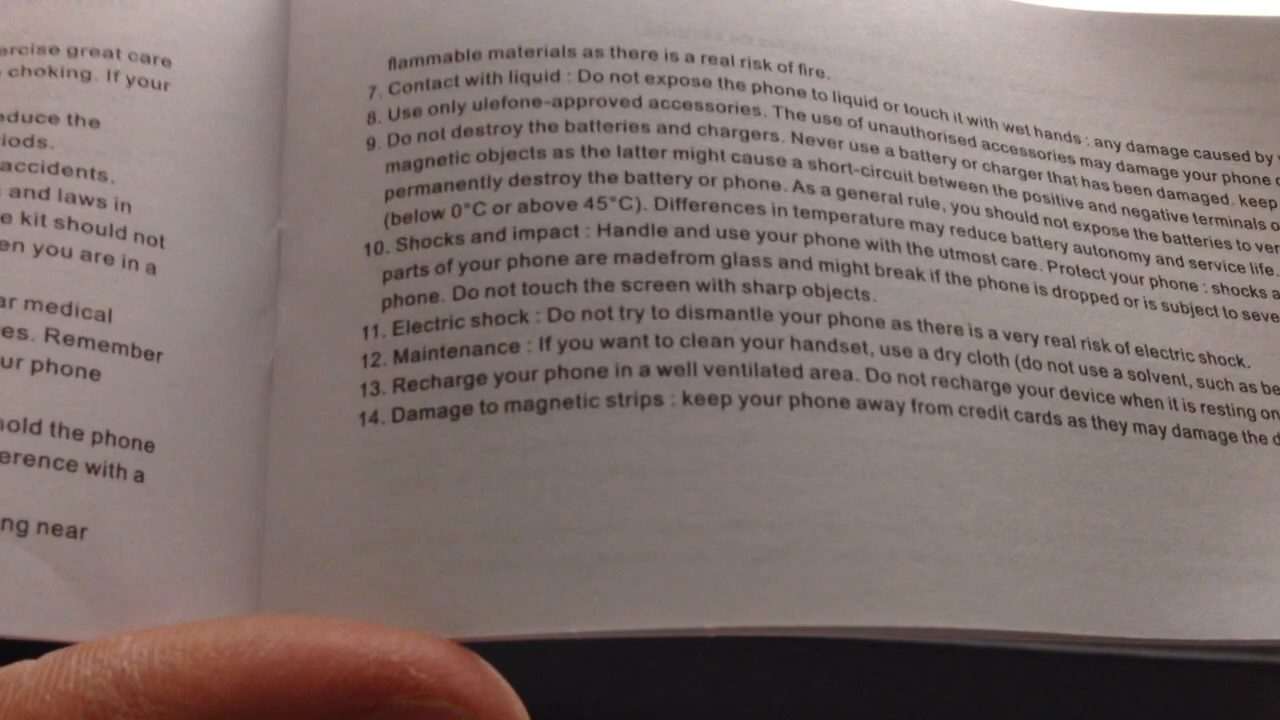 ercise great care
choking. If your
educe the
iods.
accidents.
and laws in
e kit should not
en you are in a
ar medical
es. Remember
ur phone
hold the phone
erence with a
ng near
flammable materials as there is a real risk of fire.
7. Contact with liquid : Do not expose the phone to liquid or touch it with wet hands : any damage caused by
8. Use only ulefone-approved accessories. The use of unauthorised accessories may damage your phone
9. Do not destroy the batteries and chargers. Never use a battery or charger that has been damaged. keep
magnetic objects as the latter might cause a short-circuit between the positive and negative terminals o
permanently destroy the battery or phone. As a general rule, you should not expose the batteries to ver
(below 0°C or above 45°C). Differences in temperature may reduce battery autonomy and service life.
10. Shocks and impact : Handle and use your phone with the utmost care. Protect your phone : shocks a
parts of your phone are madefrom glass and might break if the phone is dropped or is subject to seve
phone. Do not touch the screen with sharp objects.
11. Electric shock : Do not try to dismantle your phone as there is a very real risk of electric shock.
12. Maintenance : If you want to clean your handset, use a dry cloth (do not use a solvent, such as be
13. Recharge your phone in a well ventilated area. Do not recharge your device when it is resting on
14. Damage to magnetic strips : keep your phone away from credit cards as they may damage the d